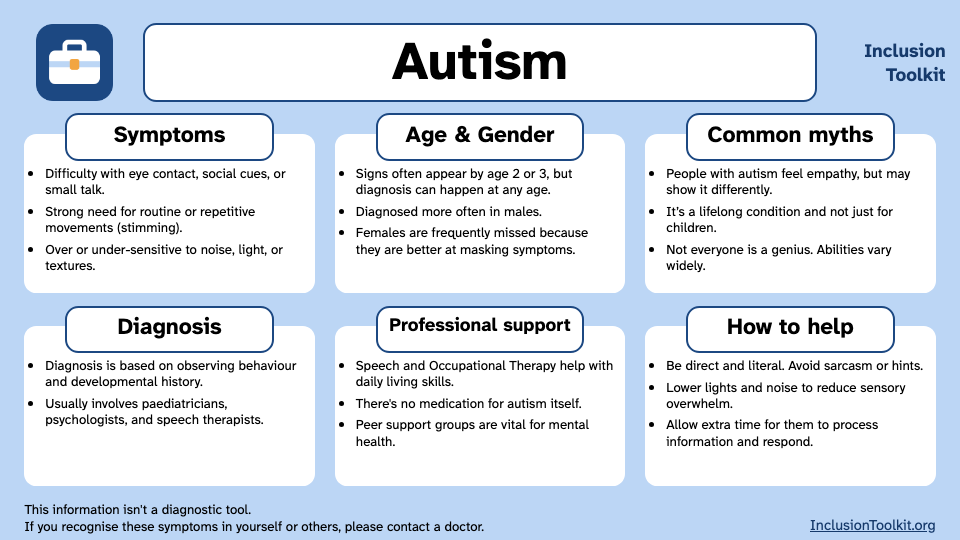 Autism
Inclusion
Toolkit
Symptoms
• Difficulty with eye contact, social cues, or
small talk.
• Strong need for routine or repetitive
movements (stimming).
• Over or under-sensitive to noise, light, or
textures.
Age & Gender
• Signs often appear by age 2 or 3, but
diagnosis can happen at any age.
• Diagnosed more often in males.
• Females are frequently missed because
they are better at masking symptoms.
Common myths
• People with autism feel empathy, but may
show it differently.
• It's a lifelong condition and not just for
children.
• Not everyone is a genius. Abilities vary
widely.
Diagnosis
• Diagnosis is based on observing behaviour
and developmental history.
• Usually involves paediatricians,
psychologists, and speech therapists.
Professional support
• Speech and Occupational Therapy help with
daily living skills.
• There's no medication for autism itself.
• Peer support groups are vital for mental
health.
How to help
• Be direct and literal. Avoid sarcasm or hints.
• Lower lights and noise to reduce sensory
overwhelm.
• Allow extra time for them to process
information and respond.
This information isn't a diagnostic tool.
If you recognise these symptoms in yourself or others, please contact a doctor.
InclusionToolkit.org